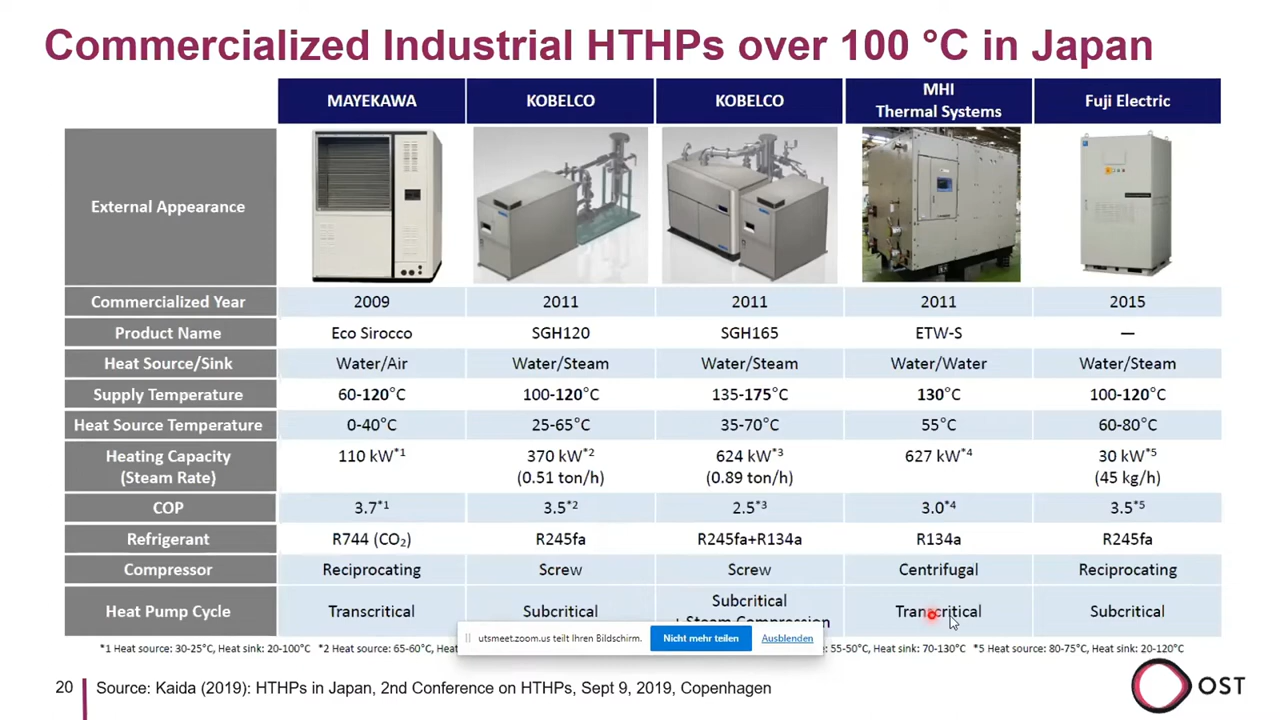 Commercialized Industrial HTHPs over 100 °C in Japan
MAYEKAWA KOBELCO KOBELCO MHI Thermal Systems Fuji Electric
External Appearance
Commercialized Year 2009 2011 2011 2011 2015
Product Name Eco Sirocco SGH120 SGH165 ETW-S —
Heat Source/Sink Water/Air Water/Steam Water/Steam Water/Water Water/Steam
Supply Temperature 60-120°C 100-120°C 135-175°C 130°C 100-120°C
Heat Source Temperature 0-40°C 25-65°C 35-70°C 55°C 60-80°C
Heating Capacity 110 kW*1 370 kW*2 624 kW*3 627 kW*4 30 kW*5
(Steam Rate) (0.51 ton/h) (0.89 ton/h) (45 kg/h)
COP 3.7*1 3.5*2 2.5*3 3.0*4 3.5*5
Refrigerant R744 (CO₂) R245fa R245fa+R134a R134a R245fa
Compressor Reciprocating Screw Screw Centrifugal Reciprocating
Heat Pump Cycle Transcritical Subcritical Subcritical + Steam Compression Transcritical Subcritical
utsmeet.zoom.us teilt Ihren Bildschirm. Nicht mehr teilen Ausblenden
*1 Heat source: 30-25°C, Heat sink: 20-100°C *2 Heat source: 65-60°C, 55-50°C, Heat sink: 70-130°C *5 Heat source: 80-75°C, Heat sink: 20-120°C
20 Source: Kaida (2019): HTHPs in Japan, 2nd Conference on HTHPs, Sept 9, 2019, Copenhagen
OST